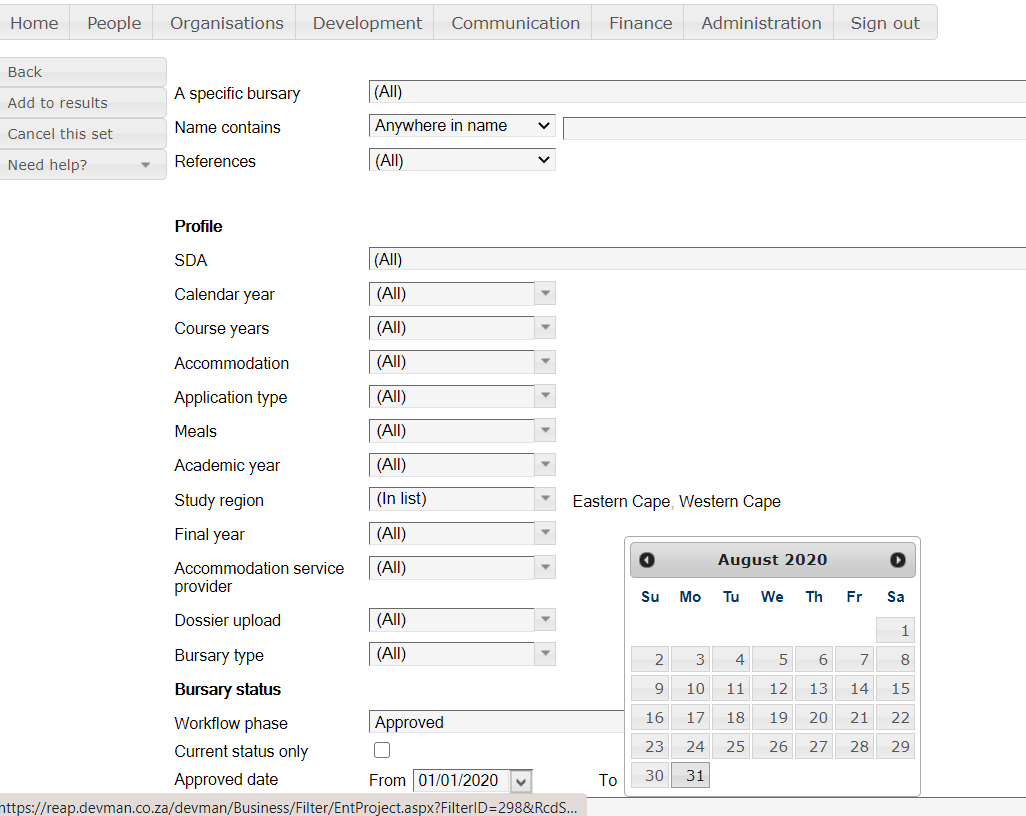 Home People Organisations Development Communication Finance Administration Sign out
Back
Add to results
Cancel this set
Need help?
A specific bursary (All)
Name contains Anywhere in name
References (All)
Profile
SDA (All)
Calendar year (All)
Course years (All)
Accommodation (All)
Application type (All)
Meals (All)
Academic year (All)
Study region (In list) Eastern Cape, Western Cape
Final year (All)
Accommodation service
provider (All)
Dossier upload (All)
Bursary type (All)
Bursary status
Workflow phase Approved
Current status only
Approved date From 01/01/2020 To
August 2020
Su Mo Tu We Th Fr Sa
1
2 3 4 5 6 7 8
9 10 11 12 13 14 15
16 17 18 19 20 21 22
23 24 25 26 27 28 29
30 31
https://reap.devman.co.za/devman/Business/Filter/EntProject.aspx?FilterID=298&RcdS...